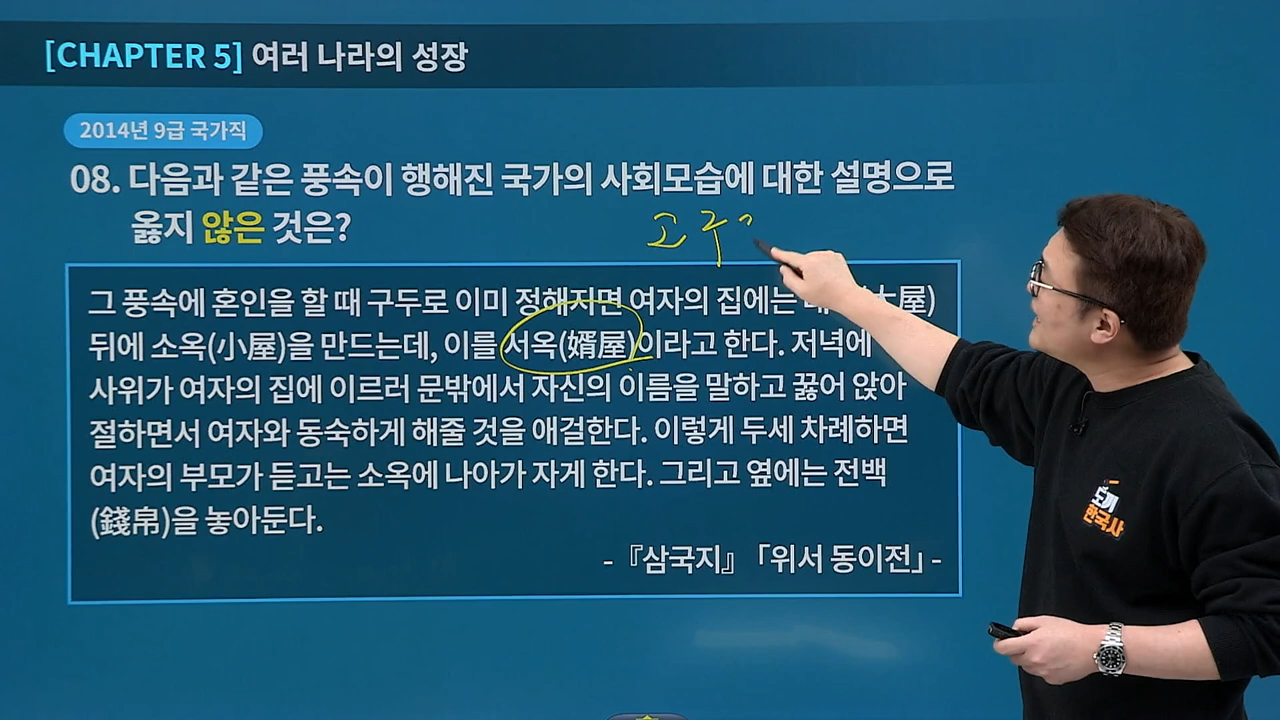 [CHAPTER 5] 여러 나라의 성장
2014년 9급 국가직
08. 다음과 같은 풍속이 행해진 국가의 사회모습에 대한 설명으로
옳지 않은 것은?
고구
그 풍속에 혼인을 할 때 구두로 이미 정해지면 여자의 집에는 屋)
뒤에 소옥(小屋)을 만드는데, 이를 서옥(婿屋)이라고 한다. 저녁에
사위가 여자의 집에 이르러 문밖에서 자신의 이름을 말하고 꿇어 앉아
절하면서 여자와 동숙하게 해줄 것을 애걸한다. 이렇게 두세 차례하면
여자의 부모가 듣고는 소옥에 나아가 자게 한다. 그리고 옆에는 전백
(錢帛)을 놓아둔다.
-『삼국지』「위서 동이전」-
도끼
한국사